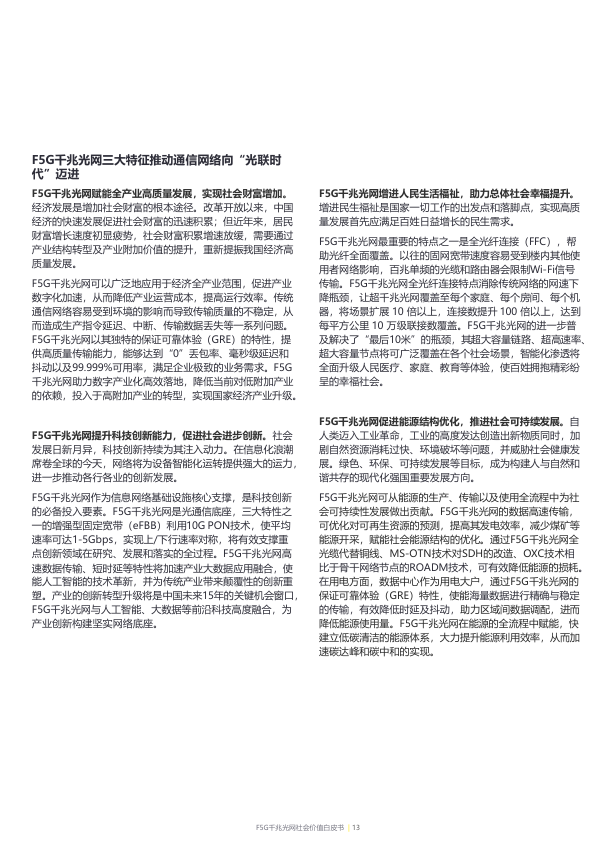 F5G千兆光网三大特征推动通信网络向“光联时
代”迈进
F5G千兆光网赋能全产业高质量发展，实现社会财富增加。
经济发展是增加社会财富的根本途径。改革开放以来，中国
经济的快速发展促进社会财富的迅速积累；但近年来，居民
财富增长速度初显疲势，社会财富积累增速放缓，需要通过
产业结构转型及产业附加价值的提升，重新提振我国经济高
质量发展。
F5G千兆光网可以广泛地应用于经济全产业范围，促进产业
数字化加速，从而降低产业运营成本，提高运行效率。传统
通信网络容易受到环境的影响而导致传输质量的不稳定，从
而造成生产指令延迟、中断、传输数据丢失等一系列问题。
F5G千兆光网以其独特的保证可靠体验（GRE）的特性，提
供高质量传输能力，能够达到“0”丢包率、毫秒级延迟和
抖动以及99.999%可用率，满足企业极致的业务需求。F5G
千兆光网助力数字产业化高效落地，降低当前对低附加产业
的依赖，投入于高附加产业的转型，实现国家经济产业升级。
F5G千兆光网提升科技创新能力，促进社会进步创新。社会
发展日新月异，科技创新持续为其注入动力。在信息化浪潮
席卷全球的今天，网络将为设备智能化运转提供强大的运力，
进一步推动各行各业的创新发展。
F5G千兆光网作为信息网络基础设施核心支撑，是科技创新
的必备投入要素。F5G千兆光网是光通信底座，三大特性之
一的增强型固定宽带（eFBB）利用10G PON技术，使平均
速率可达1-5Gbps，实现上/下行速率对称，将有效支撑重
点创新领域在研究、发展和落实的全过程。F5G千兆光网高
速数据传输、短时延等特性将加速产业大数据应用融合，使
能人工智能的技术革新，并为传统产业带来颠覆性的创新重
塑。产业的创新转型升级将是中国未来15年的关键机会窗口，
F5G千兆光网与人工智能、大数据等前沿科技高度融合，为
产业创新构建坚实网络底座。
F5G千兆光网增进人民生活福祉，助力总体社会幸福提升。
增进民生福祉是国家一切工作的出发点和落脚点，实现高质
量发展首先应满足百姓日益增长的民生需求。
F5G千兆光网最重要的特点之一是全光纤连接（FFC），帮
助光纤全面覆盖。以往的固网宽带速度容易受到楼内其他使
用者网络影响，百兆单频的光缆和路由器会限制Wi-Fi信号
传输。F5G千兆光网全光纤连接特点消除传统网络的网速下
降瓶颈，让超千兆光网覆盖至每个家庭、每个房间、每个机
器，将场景扩展 10 倍以上，连接数提升 100 倍以上，达到
每平方公里 10 万级联接数覆盖。F5G千兆光网的进一步普
及解决了“最后10米”的瓶颈，其超大容量链路、超高速率、
超大容量节点将可广泛覆盖在各个社会场景，智能化渗透将
全面升级人民医疗、家庭、教育等体验，使百姓拥抱精彩纷
呈的幸福社会。
F5G千兆光网促进能源结构优化，推进社会可持续发展。自
人类迈入工业革命，工业的高度发达创造出新物质同时，加
剧自然资源消耗过快、环境破坏等问题，并威胁社会健康发
展。绿色、环保、可持续发展等目标，成为构建人与自然和
谐共存的现代化强国重要发展方向。
F5G千兆光网可从能源的生产、传输以及使用全流程中为社
会可持续性发展做出贡献。F5G千兆光网的数据高速传输，
可优化对可再生资源的预测，提高其发电效率，减少煤矿等
能源开采，赋能社会能源结构的优化。通过F5G千兆光网全
光缆代替铜线、MS-OTN技术对SDH的改造、OXC技术相
比于骨干网络节点的ROADM技术，可有效降低能源的损耗。
在用电方面，数据中心作为用电大户，通过F5G千兆光网的
保证可靠体验（GRE）特性，使能海量数据进行精确与稳定
的传输，有效降低时延及抖动，助力区域间数据调配，进而
降低能源使用量。F5G千兆光网在能源的全流程中赋能，快
建立低碳清洁的能源体系，大力提升能源利用效率，从而加
速碳达峰和碳中和的实现。
F5G千兆光网社会价值白皮书 | 13